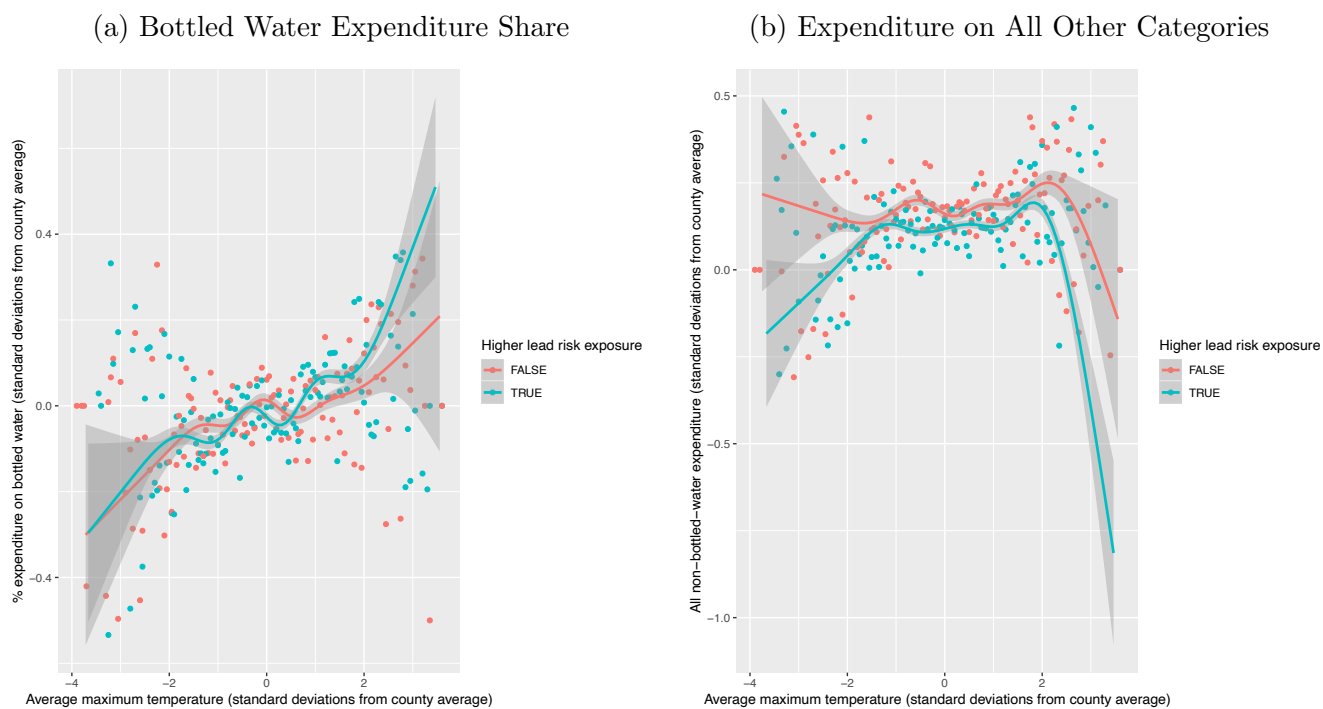 (a) Bottled Water Expenditure Share
% expenditure on bottled water (standard deviations from county average)
0.4
0.0
−0.4
−4
−2
0
2
Average maximum temperature (standard deviations from county average)
Higher lead risk exposure
FALSE
TRUE
(b) Expenditure on All Other Categories
All non−bottled−water expenditure (standard deviations from county average)
0.5
0.0
−0.5
−1.0
−4
−2
0
2
Average maximum temperature (standard deviations from county average)
Higher lead risk exposure
FALSE
TRUE